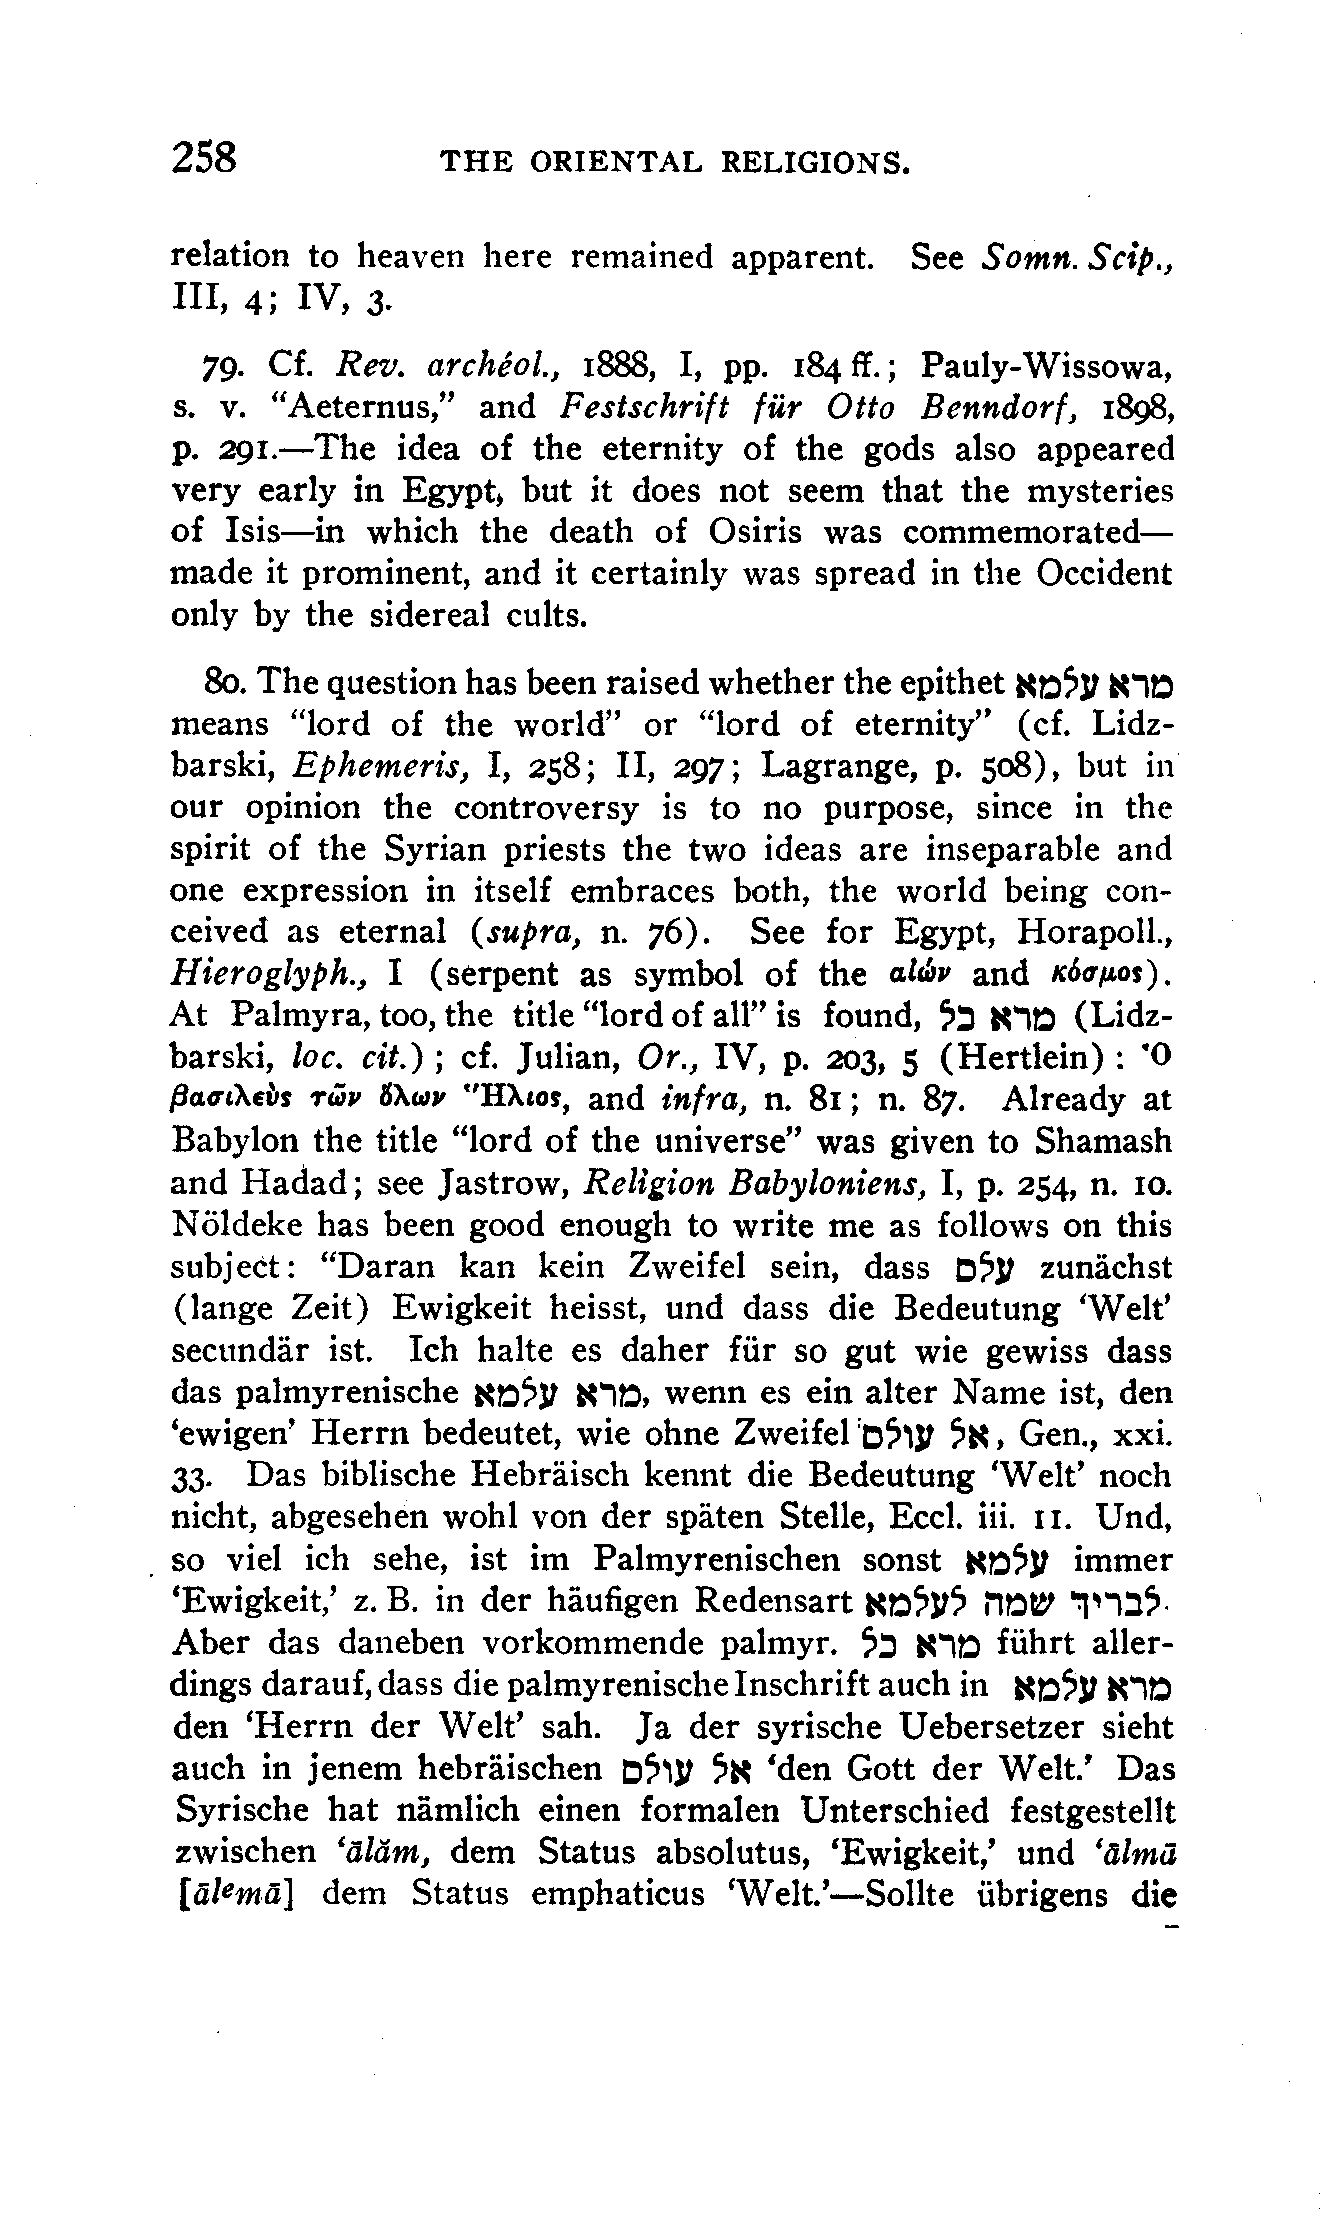 258 THE ORIENTAL RELIGIONS.
relation to heaven here remained apparent. See Somn. Scip.,
III, 4; IV, 3.
79. Cf. Rev. archéol., 1888, I, pp. 184 ff.; Pauly-Wissowa,
s. v. “Aeternus,” and Festschrift für Otto Benndorf, 1898,
p. 291.—The idea of the eternity of the gods also appeared
very early in Egypt, but it does not seem that the mysteries
of Isis—in which the death of Osiris was commemorated—
made it prominent, and it certainly was spread in the Occident
only by the sidereal cults.
80. The question has been raised whether the epithet מרא עלמא
means “lord of the world” or “lord of eternity” (cf. Lidz-
barski, Ephemeris, I, 258; II, 297; Lagrange, p. 508), but in
our opinion the controversy is to no purpose, since in the
spirit of the Syrian priests the two ideas are inseparable and
one expression in itself embraces both, the world being con-
ceived as eternal (supra, n. 76). See for Egypt, Horapoll.,
Hieroglyph., I (serpent as symbol of the αἰών and κόσμος).
At Palmyra, too, the title “lord of all” is found, מרא כל (Lidz-
barski, loc. cit.) ; cf. Julian, Or., IV, p. 203, 5 (Hertlein) : Ὁ
βασιλεὺς τῶν ὅλων Ἥλιος, and infra, n. 81; n. 87. Already at
Babylon the title “lord of the universe” was given to Shamash
and Hadad; see Jastrow, Religion Babyloniens, I, p. 254, n. 10.
Nöldeke has been good enough to write me as follows on this
subject: “Daran kan kein Zweifel sein, dass עלם zunächst
(lange Zeit) Ewigkeit heisst, und dass die Bedeutung ‘Welt’
secundär ist. Ich halte es daher für so gut wie gewiss dass
das palmyrenische מרא עלמא, wenn es ein alter Name ist, den
‘ewigen’ Herrn bedeutet, wie ohne Zweifel אל עולם, Gen., xxi.
33. Das biblische Hebräisch kennt die Bedeutung ‘Welt’ noch
nicht, abgesehen wohl von der späten Stelle, Eccl. iii. 11. Und,
so viel ich sehe, ist im Palmyrenischen sonst עלמא immer
‘Ewigkeit,’ z. B. in der häufigen Redensart לבריך שמה לעלמא.
Aber das daneben vorkommende palmyr. מרא כל führt aller-
dings darauf, dass die palmyrenische Inschrift auch in מרא עלמא
den ‘Herrn der Welt’ sah. Ja der syrische Uebersetzer sieht
auch in jenem hebräischen אל עולם ‘den Gott der Welt.’ Das
Syrische hat nämlich einen formalen Unterschied festgestellt
zwischen ‘ālăm, dem Status absolutus, ‘Ewigkeit,’ und ‘ālmā
[ālᵉmā] dem Status emphaticus ‘Welt.’—Sollte übrigens die